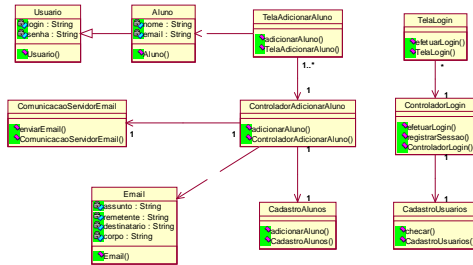 Usuario
login : String
senha : String
Usuario()
Aluno
nome : String
email : String
Aluno()
TelaAdicionarAluno
adicionarAluno()
TelaAdicionarAluno()
TelaLogin
efetuarLogin()
TelaLogin()
1..*
1
*
1
ComunicacaoServidorEmail
enviarEmail()
ComunicacaoServidorEmail()
1
1
ControladorAdicionarAluno
adicionarAluno()
ControladorAdicionarAluno()
1
ControladorLogin
efetuarLogin()
registrarSessao()
ControladorLogin()
1
Email
assunto : String
remetente : String
destinatario : String
corpo : String
Email()
1
CadastroAlunos
adicionarAluno()
CadastroAlunos()
1
CadastroUsuarios
checar()
CadastroUsuarios()